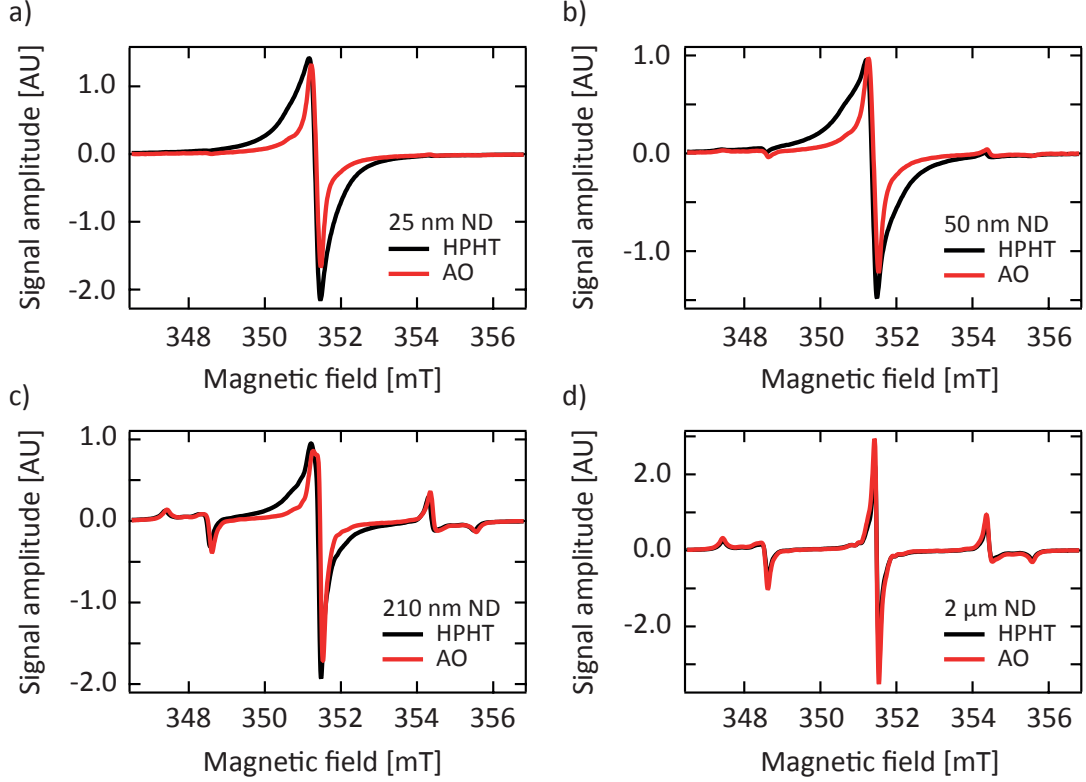 a)
Signal amplitude [AU]
1.0
0.0
-1.0
-2.0
25 nm ND
HPHT
AO
348 350 352 354 356
Magnetic field [mT]
b)
Signal amplitude [AU]
1.0
0.0
-1.0
50 nm ND
HPHT
AO
348 350 352 354 356
Magnetic field [mT]
c)
Signal amplitude [AU]
1.0
0.0
-1.0
-2.0
210 nm ND
HPHT
AO
348 350 352 354 356
Magnetic field [mT]
d)
Signal amplitude [AU]
2.0
0.0
-2.0
2 µm ND
HPHT
AO
348 350 352 354 356
Magnetic field [mT]